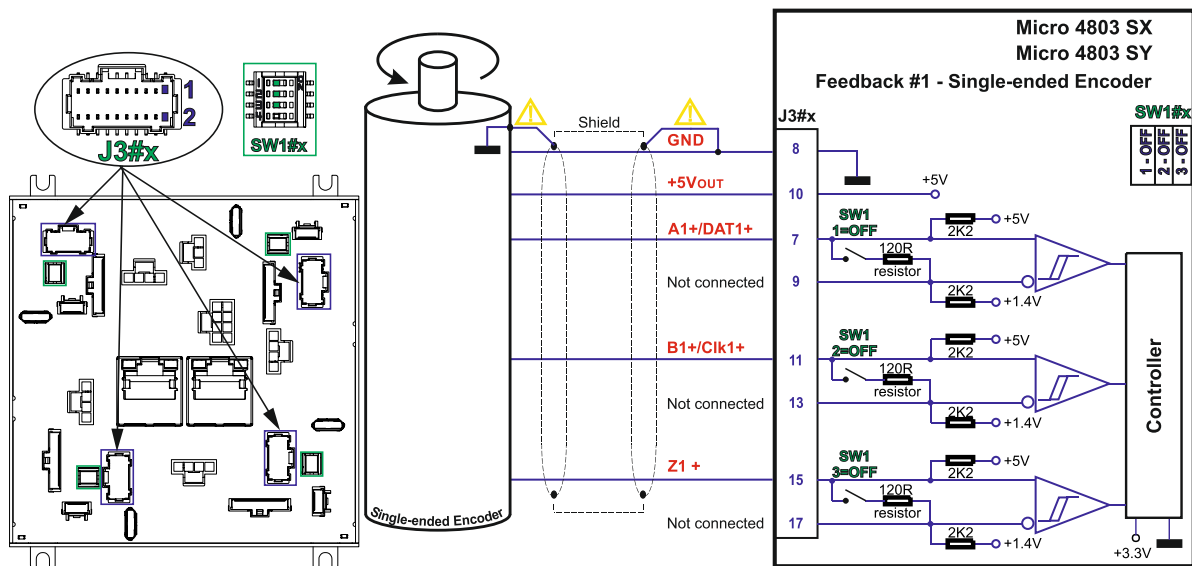 1
2
J3#x
SW1#x
Single-ended Encoder
Shield
GND
+5VOUT
A1+/DAT1+
Not connected
B1+/Clk1+
Not connected
Z1 +
Not connected
Micro 4803 SX
Micro 4803 SY
Feedback #1 - Single-ended Encoder
J3#x
SW1#x
1 - OFF
2 - OFF
3 - OFF
8
10
+5V
SW1
1=OFF
7
+5V
2K2
120R
resistor
9
2K2
+1.4V
SW1
2=OFF
11
+5V
2K2
120R
resistor
13
2K2
+1.4V
SW1
3=OFF
15
+5V
2K2
120R
resistor
17
2K2
+1.4V
Controller
+3.3V